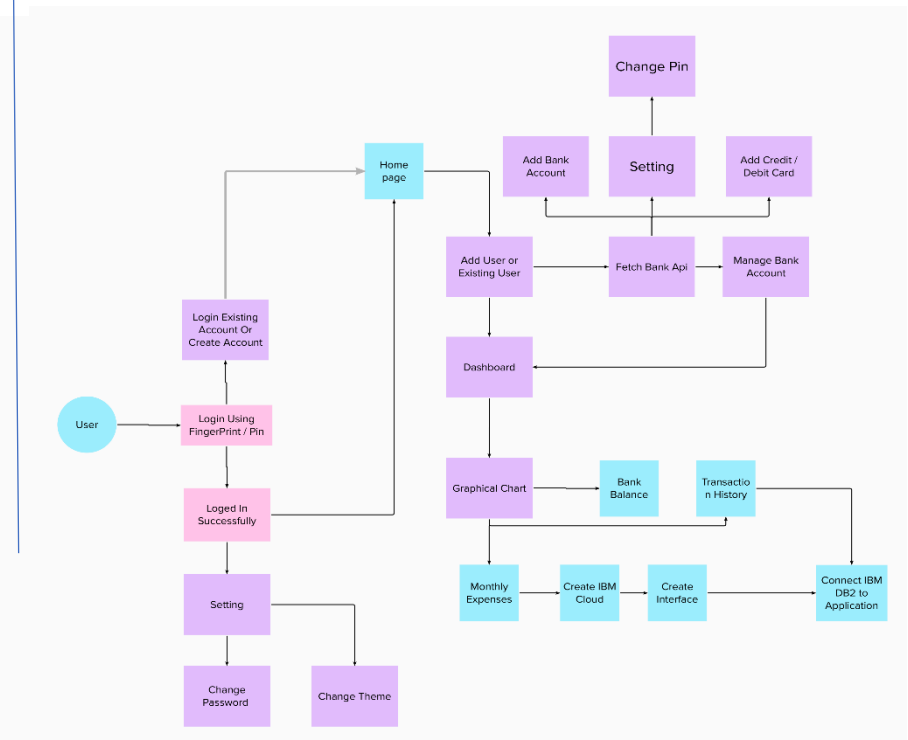 Change Pin
Add Bank
Account
Setting
Add Credit /
Debit Card
Home
page
Add User or
Existing User
Fetch Bank Api
Manage Bank
Account
Login Existing
Account Or
Create Account
Dashboard
User
Login Using
FingerPrint / Pin
Graphical Chart
Bank
Balance
Transactio
n History
Loged In
Successfully
Monthly
Expenses
Create IBM
Cloud
Create
Interface
Connect IBM
DB2 to
Application
Setting
Change
Password
Change Theme